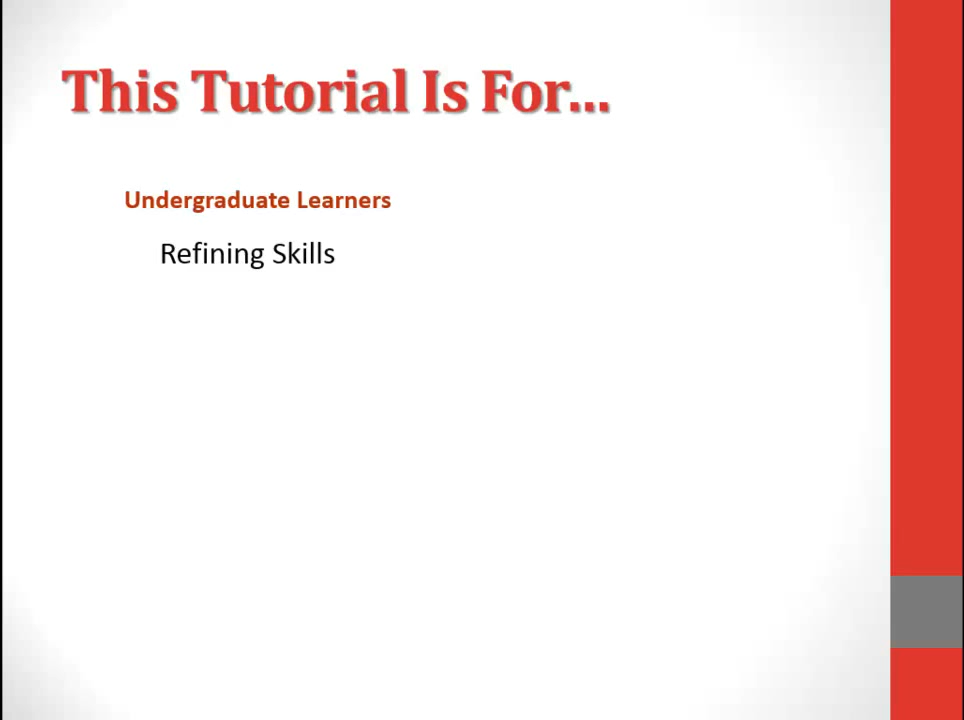 This Tutorial Is For...
Undergraduate Learners
Refining Skills